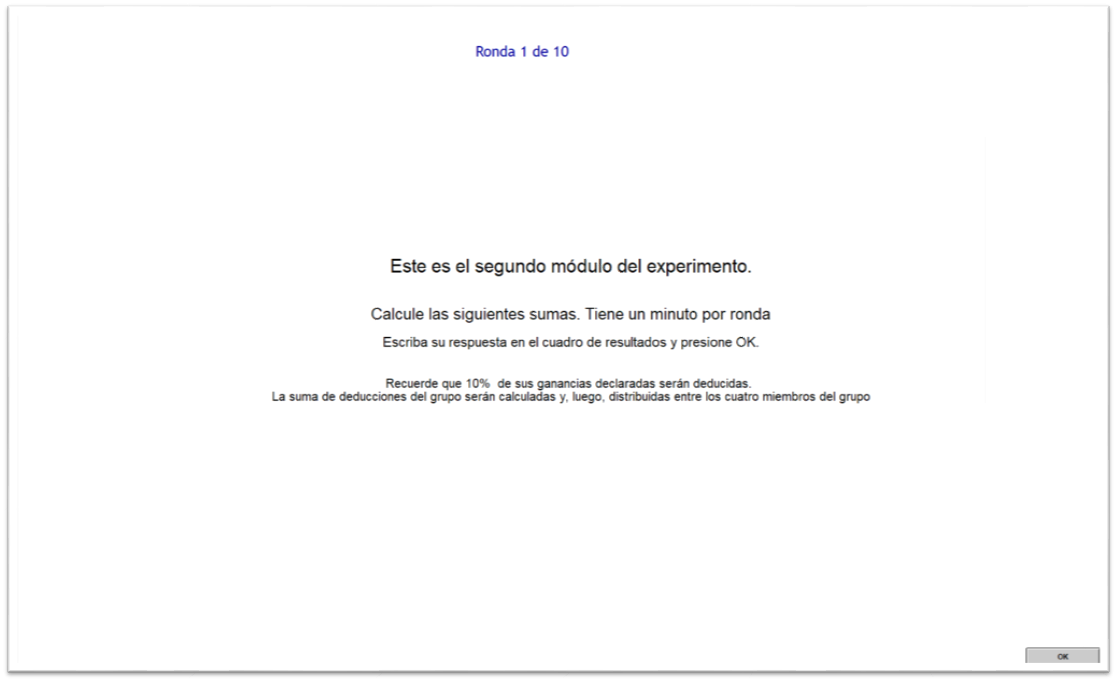 Ronda 1 de 10
Este es el segundo módulo del experimento.
Calcule las siguientes sumas. Tiene un minuto por ronda
Escriba su respuesta en el cuadro de resultados y presione OK.
Recuerde que 10% de sus ganancias declaradas serán deducidas.
La suma de deducciones del grupo serán calculadas y, luego, distribuidas entre los cuatro miembros del grupo
OK